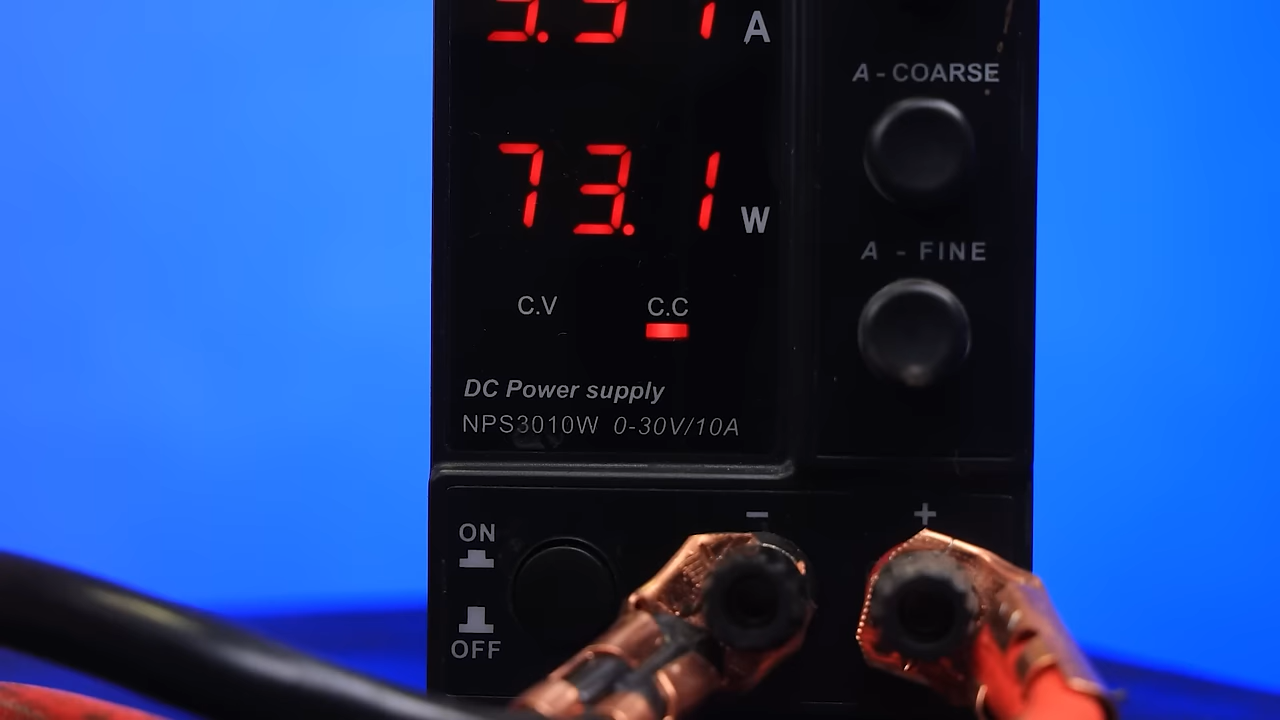 A
A - COARSE
73.1 W
A - FINE
C.V C.C
DC Power supply
NPS3010W 0-30V/10A
- +
ON
OFF